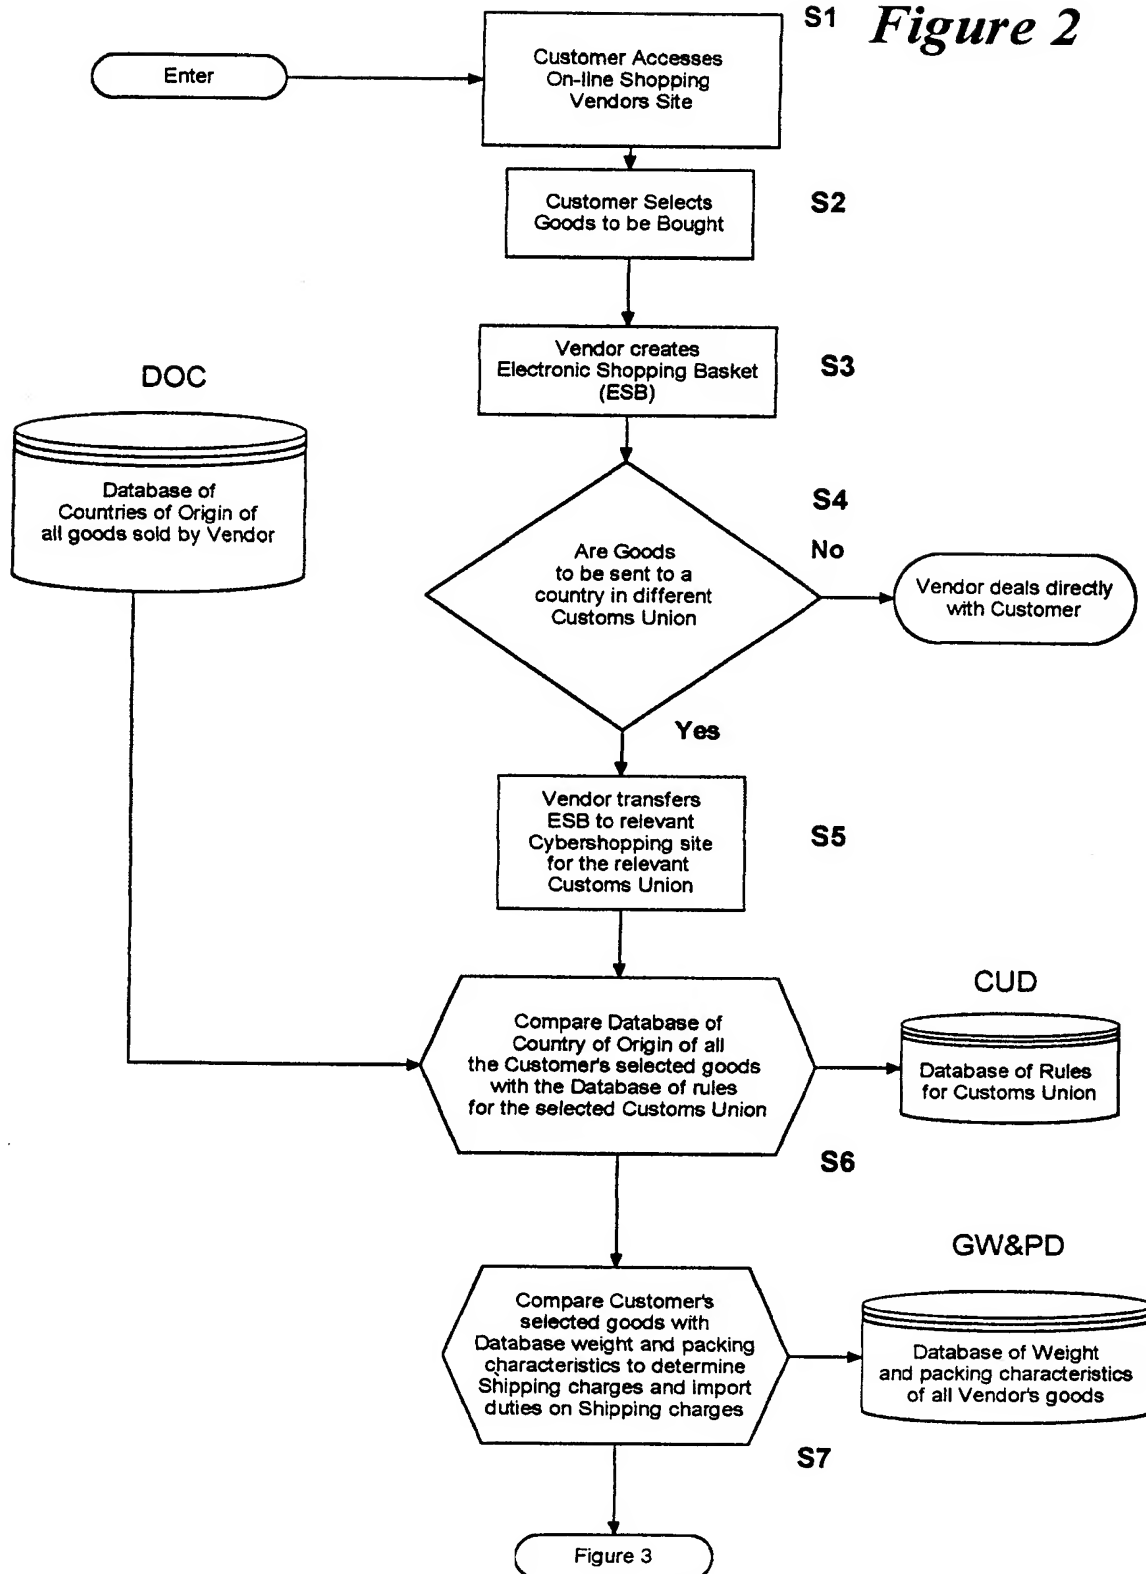 S1
Figure 2
Enter
Customer Accesses
On-line Shopping
Vendors Site
Customer Selects
Goods to be Bought
S2
Vendor creates
Electronic Shopping Basket
(ESB)
S3
DOC
Database of
Countries of Origin of
all goods sold by Vendor
S4
Are Goods
to be sent to a
country in different
Customs Union
No
Vendor deals directly
with Customer
Yes
Vendor transfers
ESB to relevant
Cybershopping site
for the relevant
Customs Union
S5
Compare Database of
Country of Origin of all
the Customer's selected goods
with the Database of rules
for the selected Customs Union
CUD
Database of Rules
for Customs Union
S6
GW&PD
Compare Customer's
selected goods with
Database weight and packing
characteristics to determine
Shipping charges and import
duties on Shipping charges
Database of Weight
and packing characteristics
of all Vendor's goods
S7
Figure 3